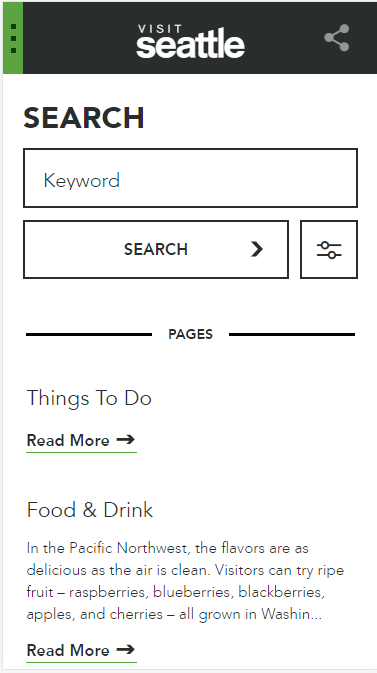 VISIT
seattle
SEARCH
Keyword
SEARCH
PAGES
Things To Do
Read More
Food & Drink
In the Pacific Northwest, the flavors are as
delicious as the air is clean. Visitors can try ripe
fruit – raspberries, blueberries, blackberries,
apples, and cherries – all grown in Washin...
Read More